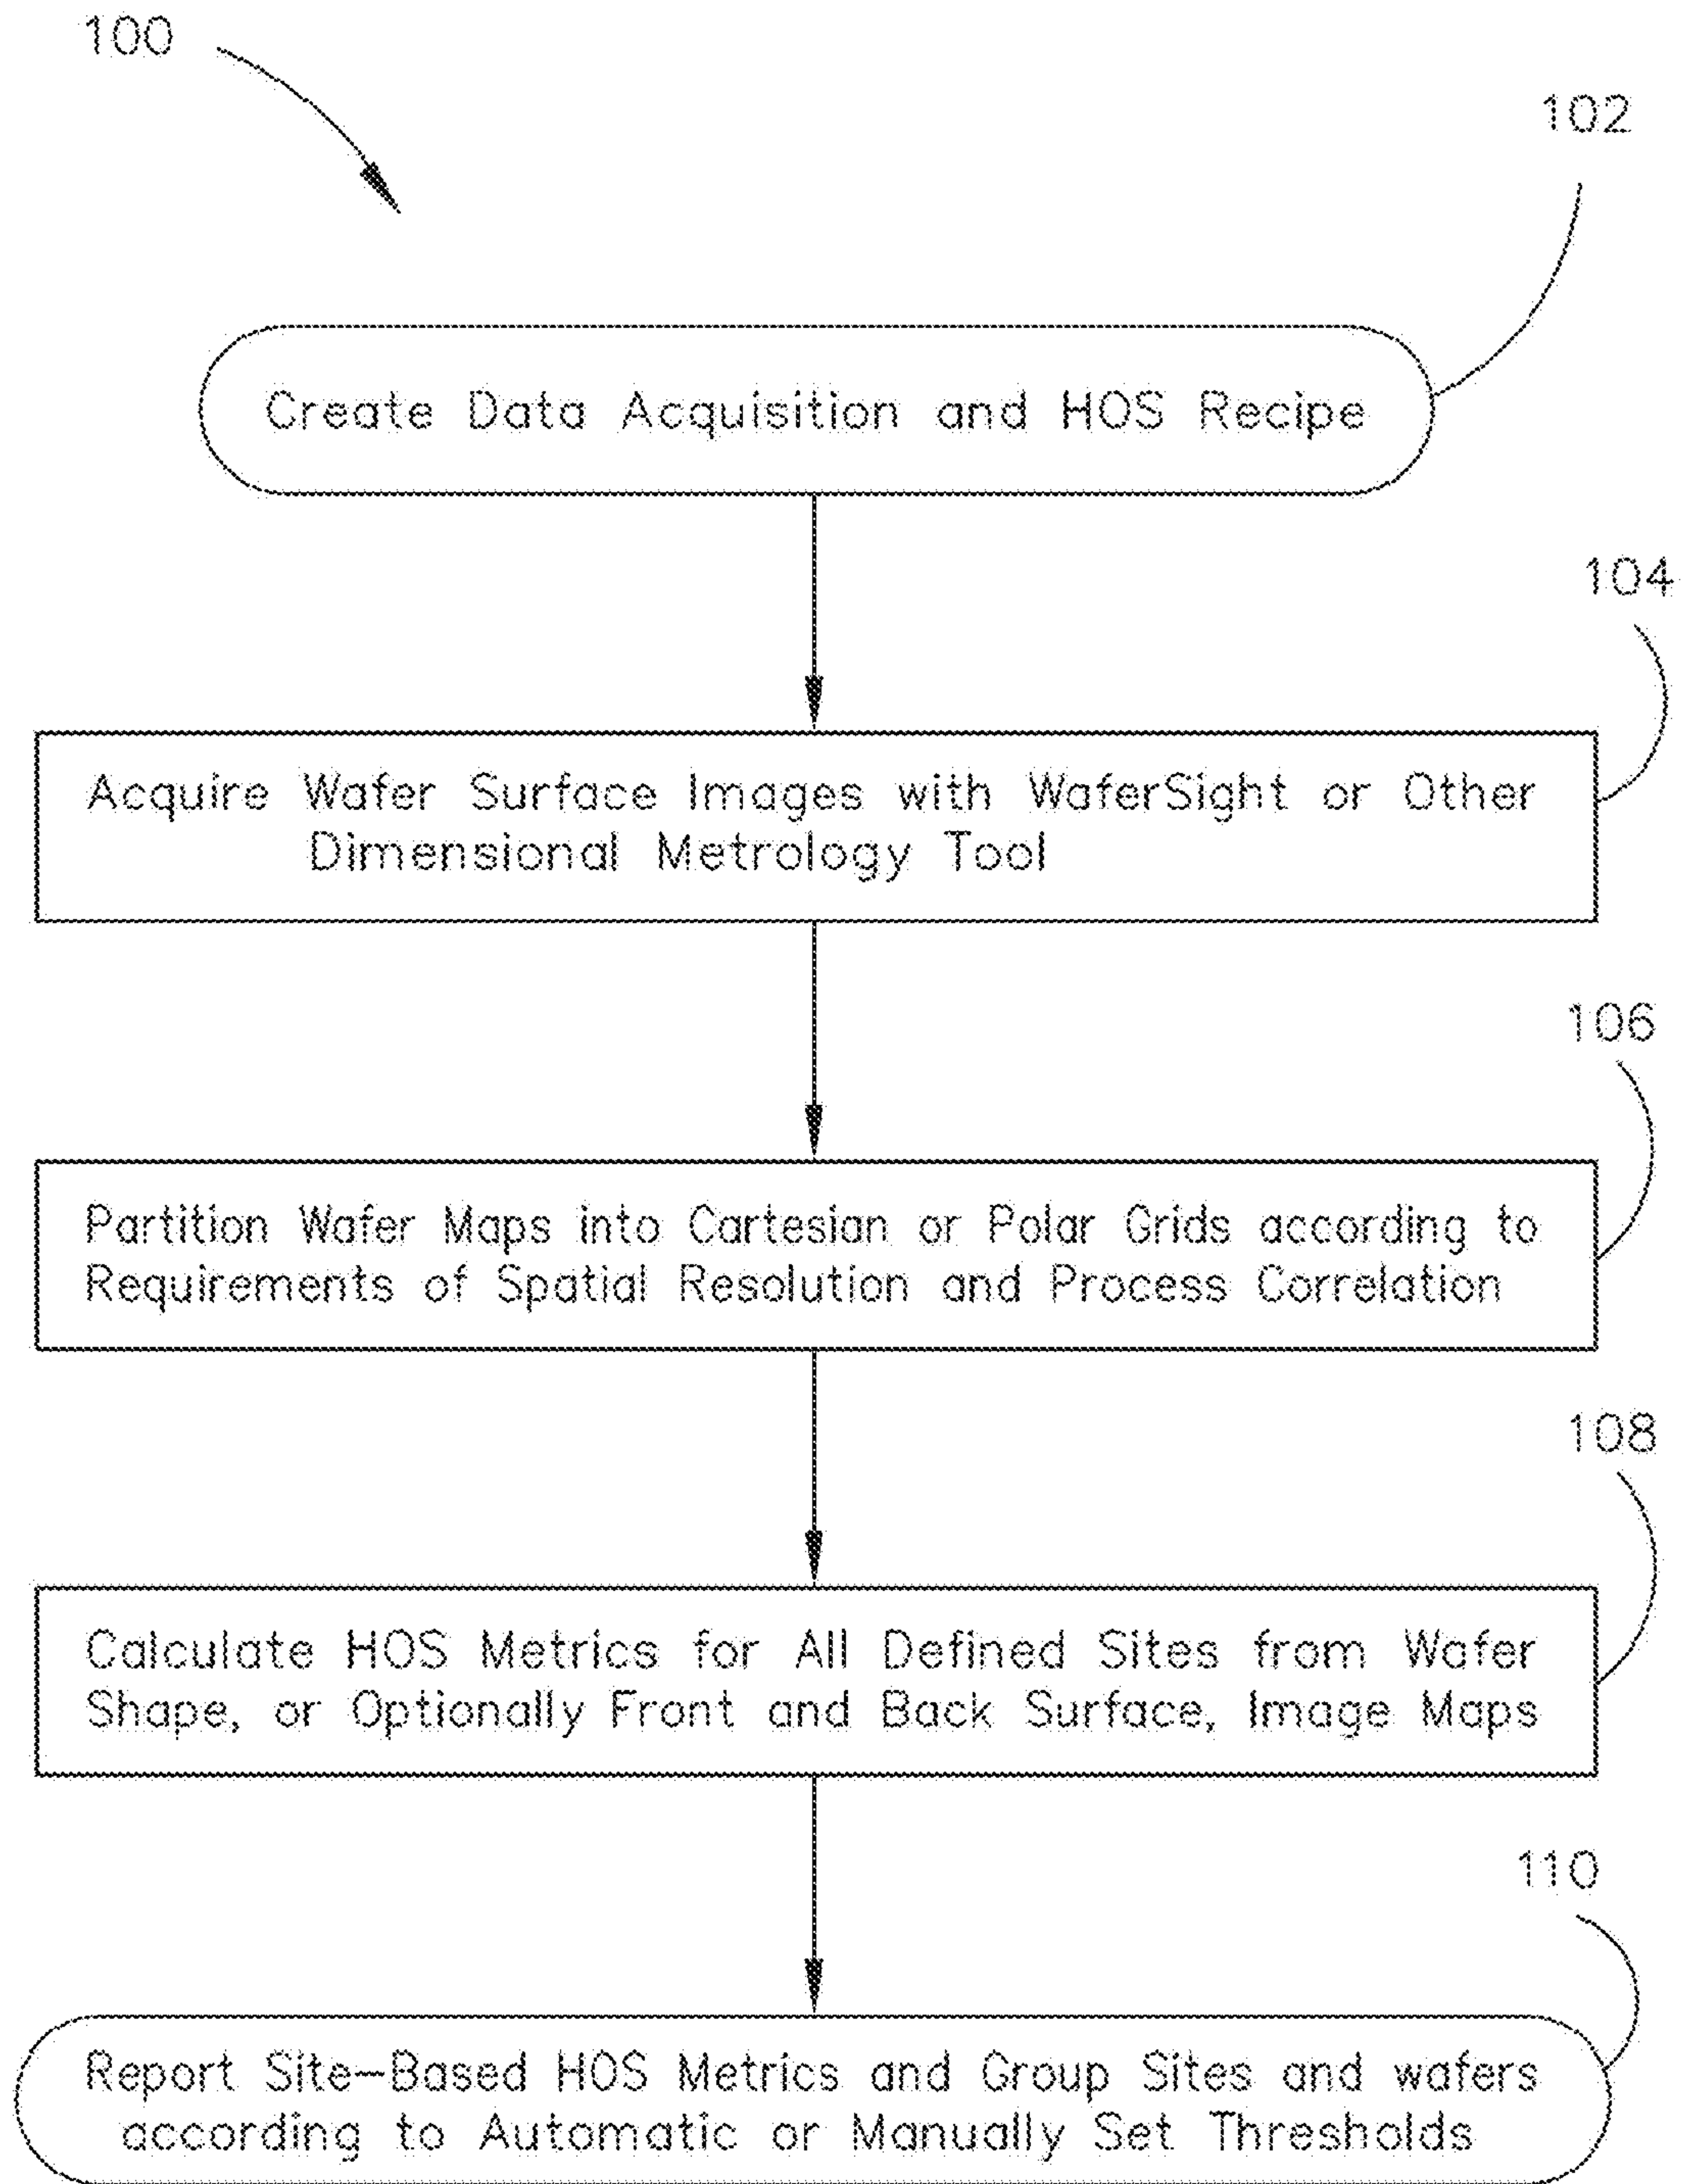 100
102
Create Data Acquisition and HOS Recipe
104
Acquire Wafer Surface Images with WaferSight or Other
Dimensional Metrology Tool
106
Partition Wafer Maps into Cartesian or Polar Grids according to
Requirements of Spatial Resolution and Process Correlation
108
Calculate HOS Metrics for All Defined Sites from Wafer
Shape, or Optionally Front and Back Surface, Image Maps
110
Report Site-Based HOS Metrics and Group Sites and wafers
according to Automatic or Manually Set Thresholds